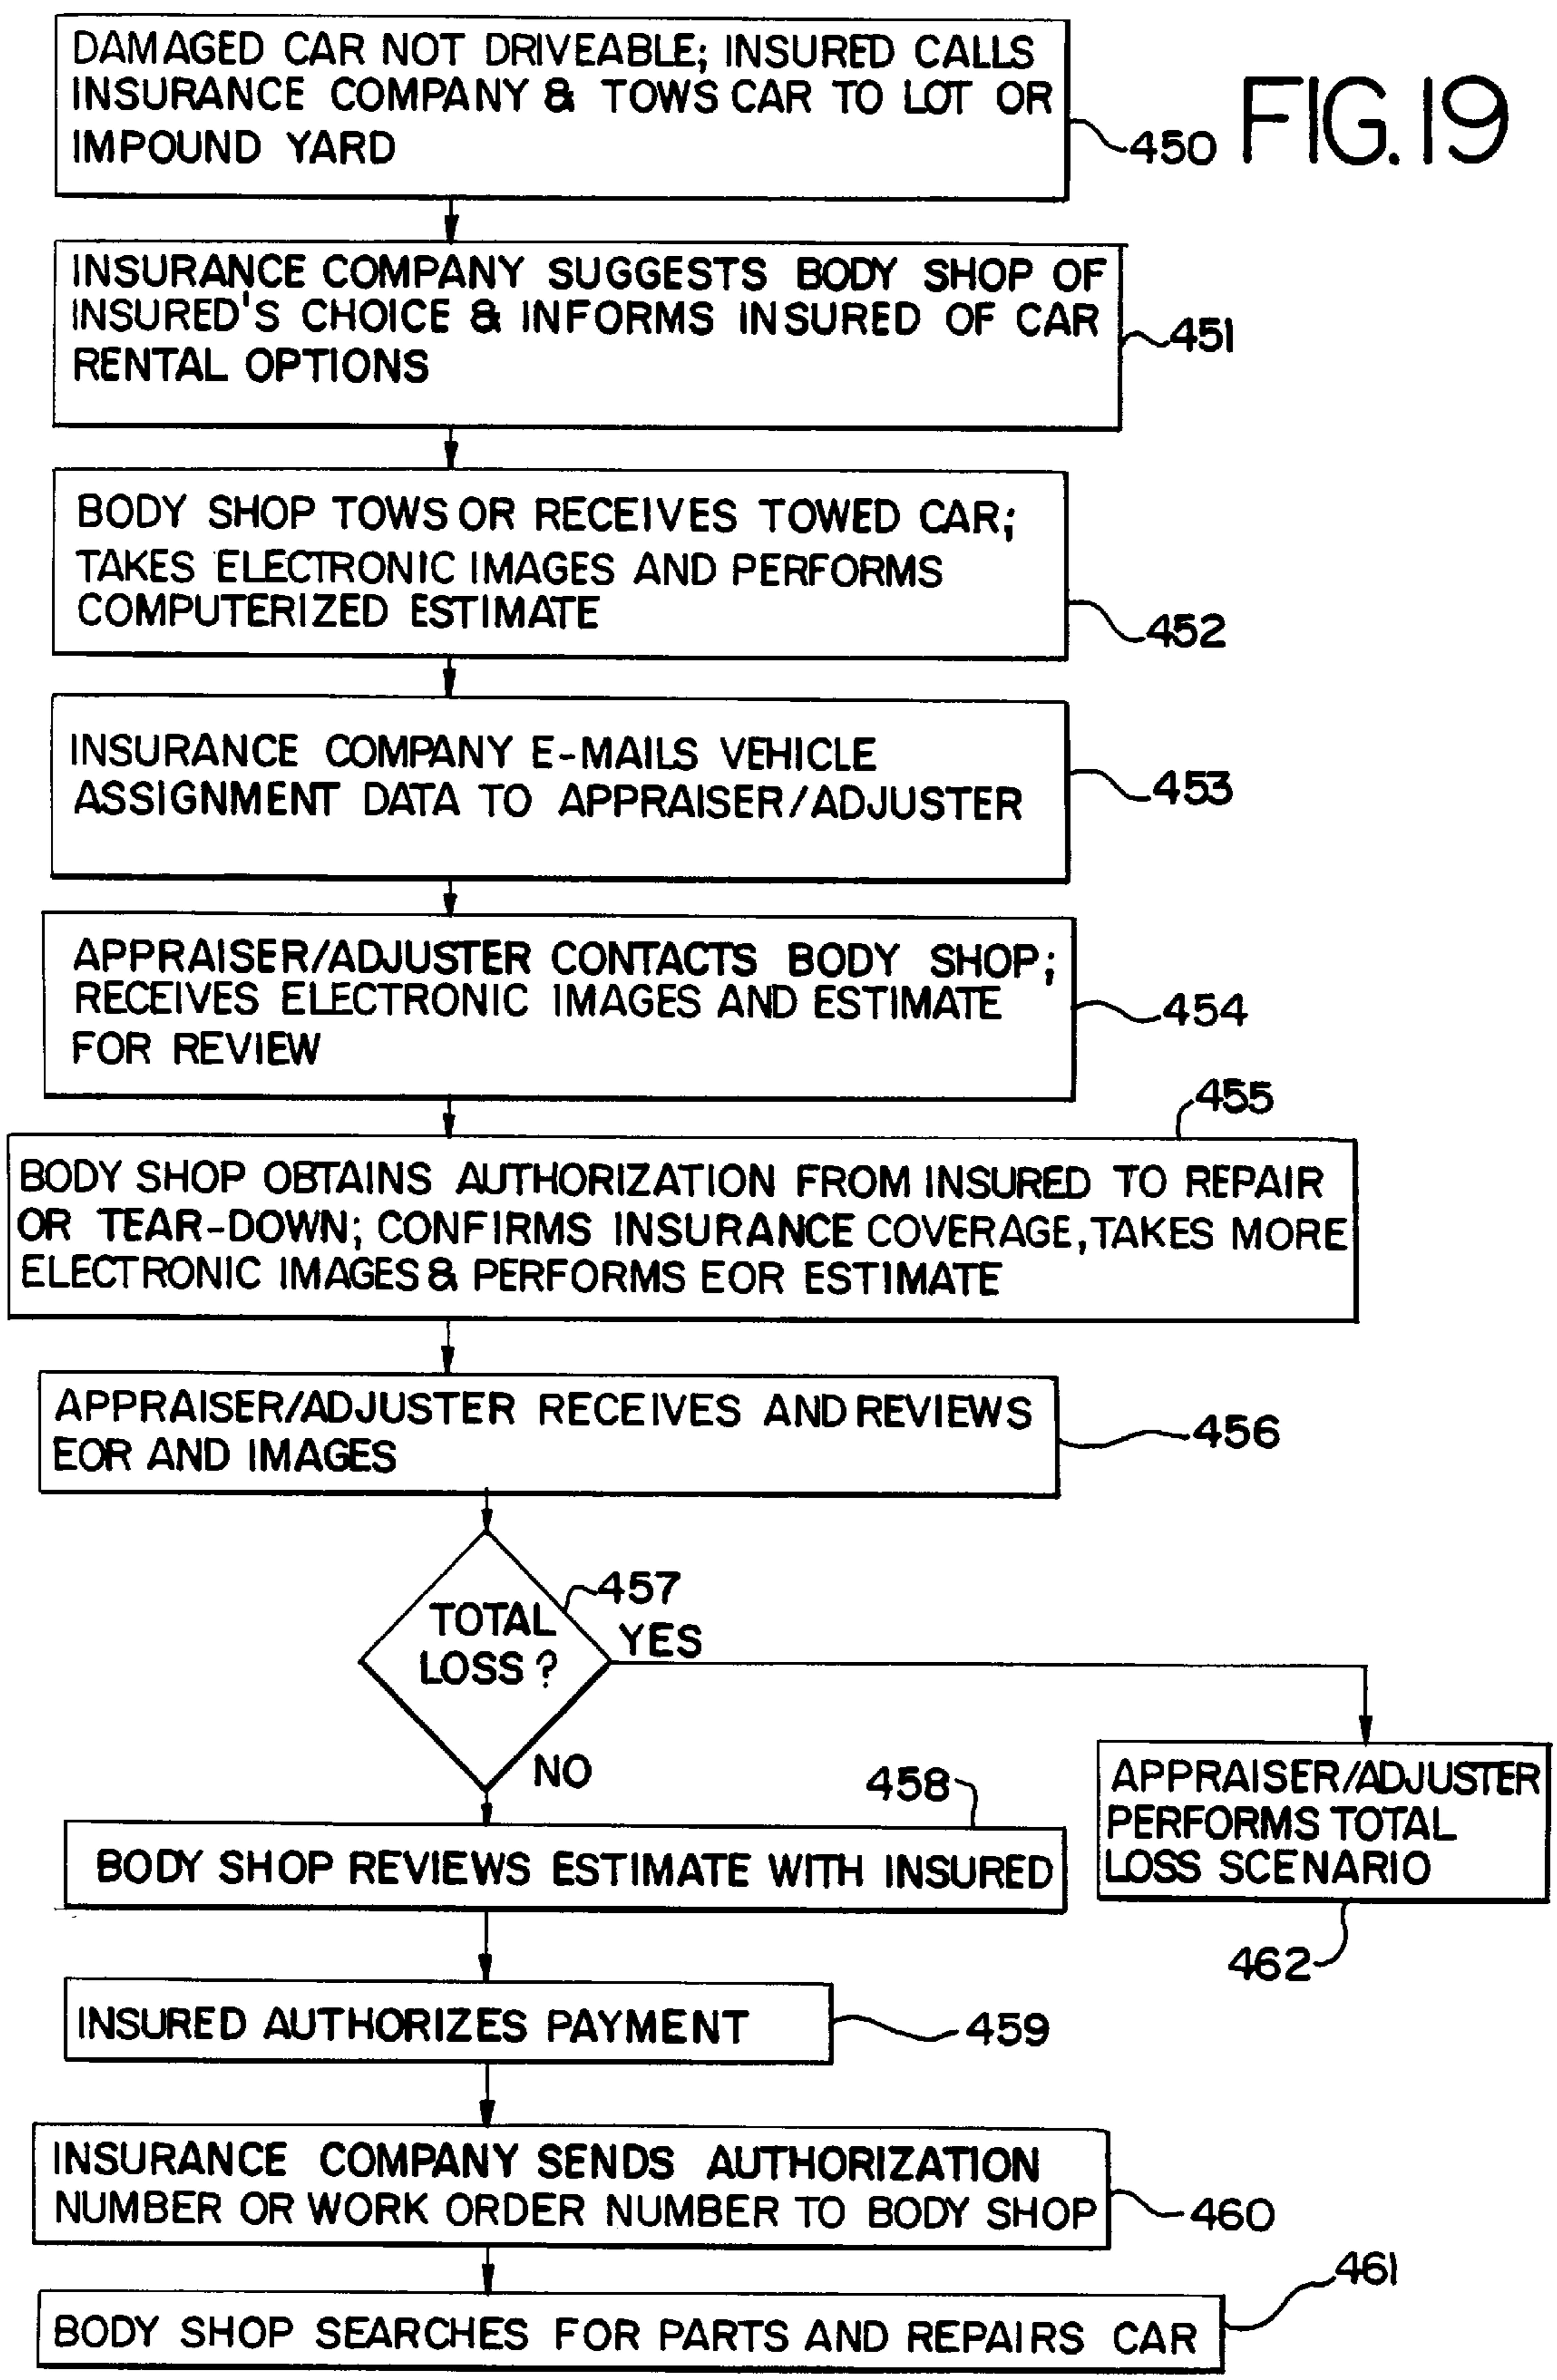 FIG. 19
DAMAGED CAR NOT DRIVEABLE; INSURED CALLS
INSURANCE COMPANY & TOWS CAR TO LOT OR
IMPOUND YARD
450
INSURANCE COMPANY SUGGESTS BODY SHOP OF
INSURED'S CHOICE & INFORMS INSURED OF CAR
RENTAL OPTIONS
451
BODY SHOP TOWS OR RECEIVES TOWED CAR;
TAKES ELECTRONIC IMAGES AND PERFORMS
COMPUTERIZED ESTIMATE
452
INSURANCE COMPANY E-MAILS VEHICLE
ASSIGNMENT DATA TO APPRAISER/ADJUSTER
453
APPRAISER/ADJUSTER CONTACTS BODY SHOP;
RECEIVES ELECTRONIC IMAGES AND ESTIMATE
FOR REVIEW
454
455
BODY SHOP OBTAINS AUTHORIZATION FROM INSURED TO REPAIR
OR TEAR-DOWN; CONFIRMS INSURANCE COVERAGE, TAKES MORE
ELECTRONIC IMAGES & PERFORMS EOR ESTIMATE
APPRAISER/ADJUSTER RECEIVES AND REVIEWS
EOR AND IMAGES
456
457
TOTAL
LOSS?
YES
NO
458
BODY SHOP REVIEWS ESTIMATE WITH INSURED
APPRAISER/ADJUSTER
PERFORMS TOTAL
LOSS SCENARIO
462
INSURED AUTHORIZES PAYMENT
459
INSURANCE COMPANY SENDS AUTHORIZATION
NUMBER OR WORK ORDER NUMBER TO BODY SHOP
460
461
BODY SHOP SEARCHES FOR PARTS AND REPAIRS CAR